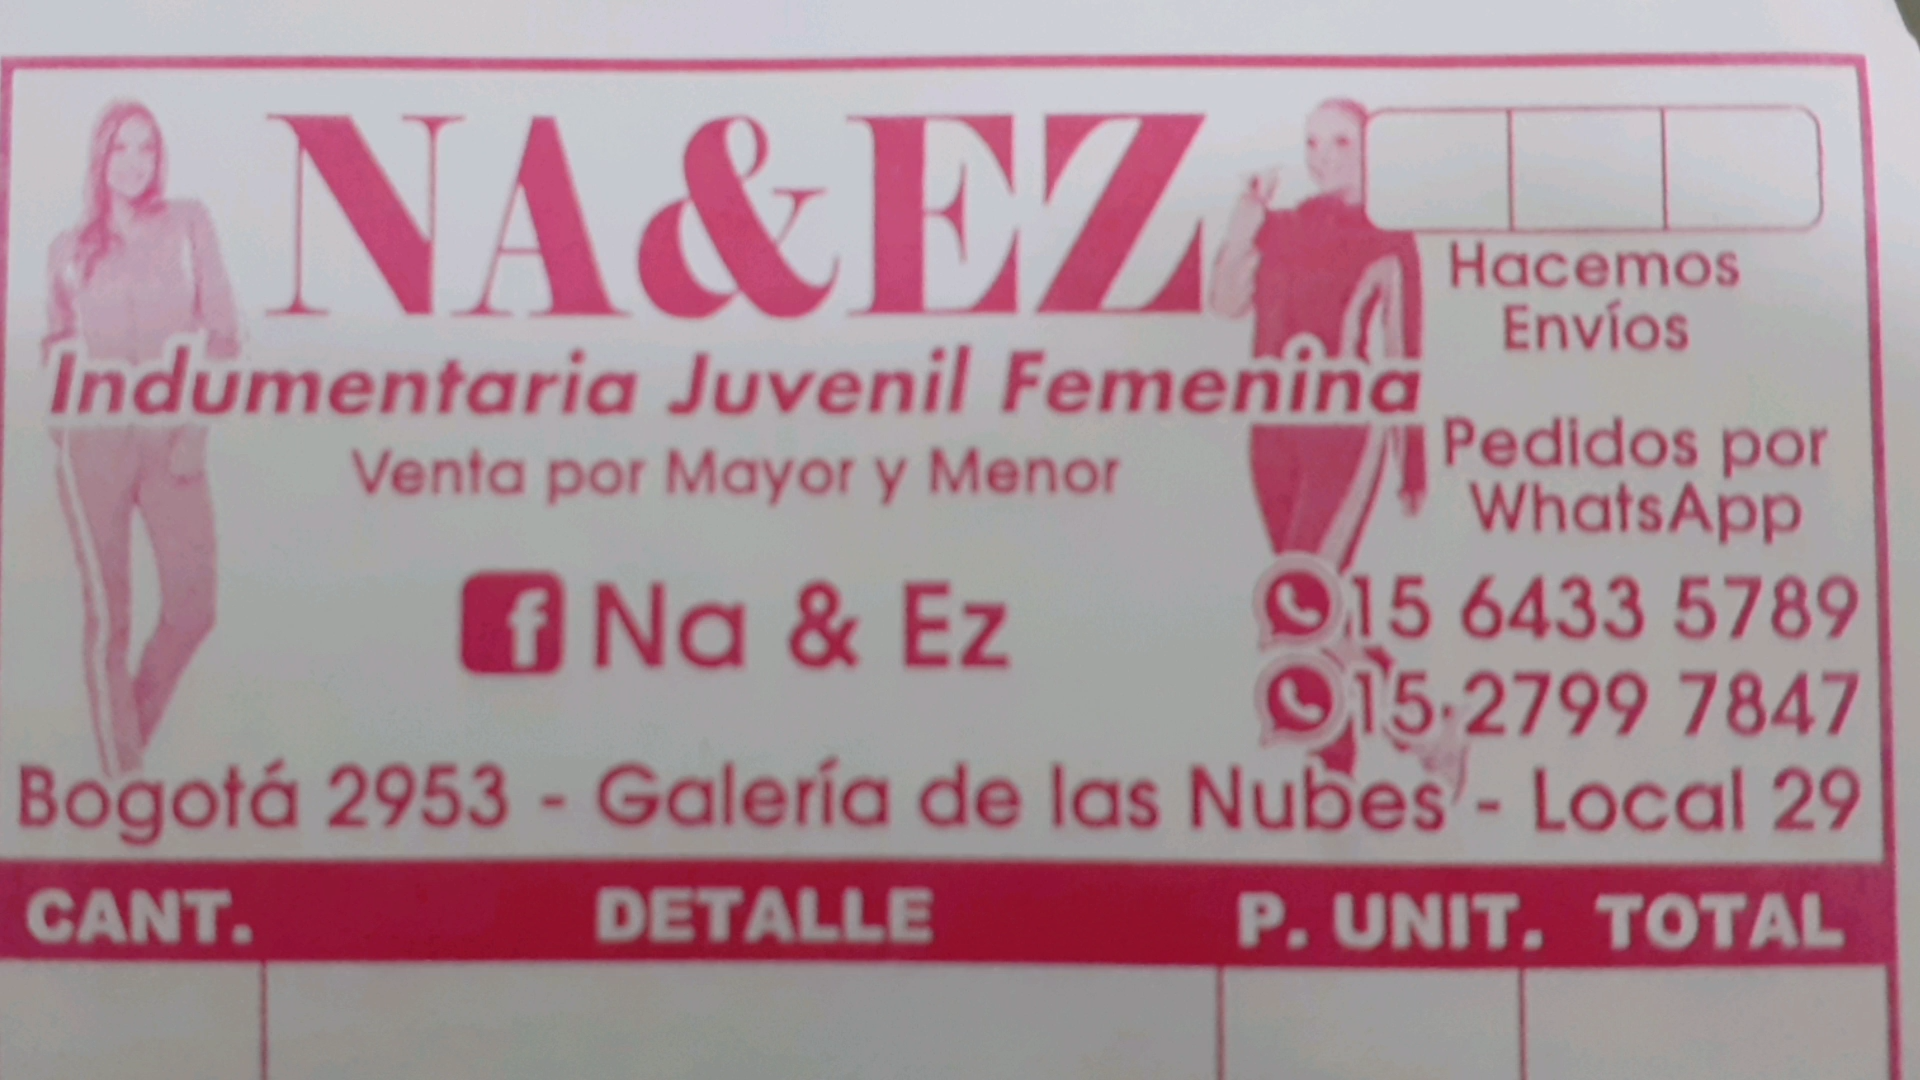 NA&EZ
Indumentaria Juvenil Femenina
Venta por Mayor y Menor
f Na & Ez
Hacemos
Envíos
Pedidos por
WhatsApp
15 6433 5789
15 2799 7847
Bogotá 2953 - Galería de las Nubes - Local 29
CANT. DETALLE P. UNIT. TOTAL